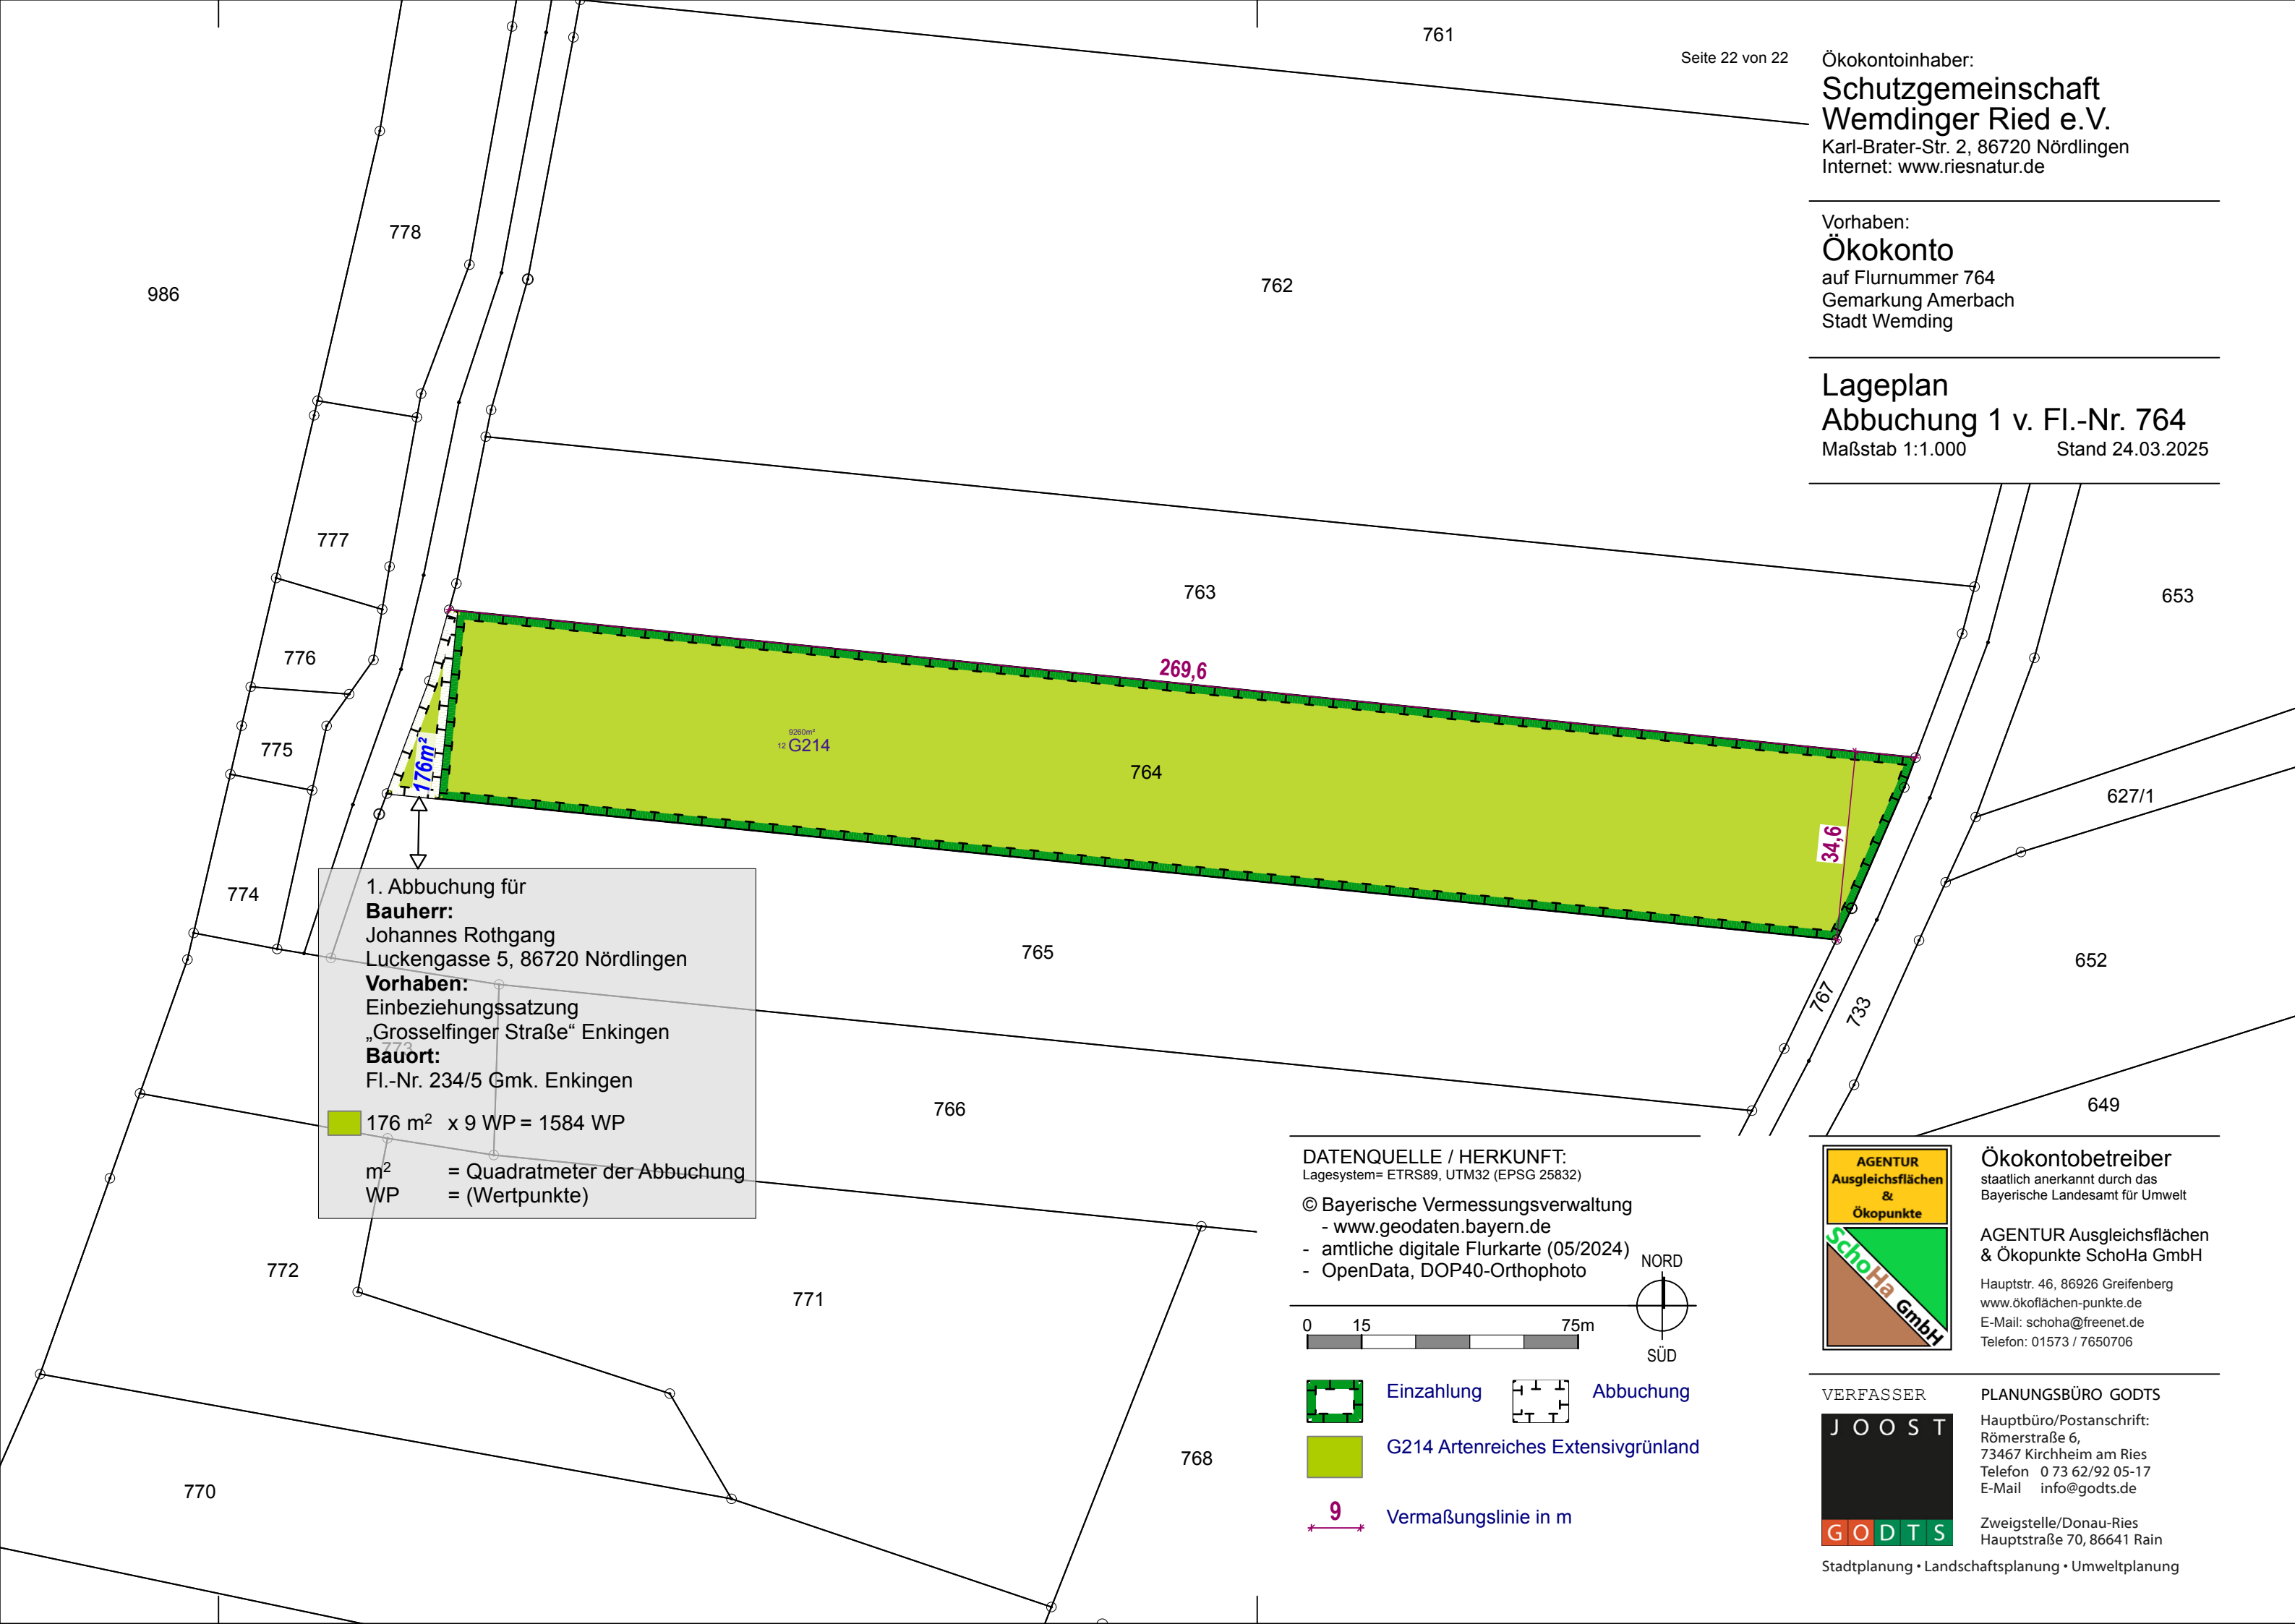 761
Seite 22 von 22
Ökokontoinhaber:
Schutzgemeinschaft
Wemdinger Ried e.V.
Karl-Brater-Str. 2, 86720 Nördlingen
Internet: www.riesnatur.de
Vorhaben:
Ökokonto
auf Flurnummer 764
Gemarkung Amerbach
Stadt Wemding
Lageplan
Abbuchung 1 v. Fl.-Nr. 764
Maßstab 1:1.000 Stand 24.03.2025
778
986
762
777
763
653
776
269,6
775
176m²
9260m²
12 G214
764
627/1
34,6
774
765
652
767
733
1. Abbuchung für
Bauherr:
Johannes Rothgang
Luckengasse 5, 86720 Nördlingen
Vorhaben:
Einbeziehungssatzung
„Grosselfinger Straße“ Enkingen
773
Bauort:
Fl.-Nr. 234/5 Gmk. Enkingen
176 m² x 9 WP = 1584 WP
m² = Quadratmeter der Abbuchung
WP = (Wertpunkte)
766
649
772
771
768
770
DATENQUELLE / HERKUNFT:
Lagesystem= ETRS89, UTM32 (EPSG 25832)
© Bayerische Vermessungsverwaltung
- www.geodaten.bayern.de
- amtliche digitale Flurkarte (05/2024)
- OpenData, DOP40-Orthophoto
NORD
SÜD
0 15 75m
Einzahlung Abbuchung
G214 Artenreiches Extensivgrünland
9 Vermaßungslinie in m
AGENTUR
Ausgleichsflächen
&
Ökopunkte
SchoHa GmbH
Ökokontobetreiber
staatlich anerkannt durch das
Bayerische Landesamt für Umwelt
AGENTUR Ausgleichsflächen
& Ökopunkte SchoHa GmbH
Hauptstr. 46, 86926 Greifenberg
www.ökoflächen-punkte.de
E-Mail: schoha@freenet.de
Telefon: 01573 / 7650706
VERFASSER
JOOST
GODTS
PLANUNGSBÜRO GODTS
Hauptbüro/Postanschrift:
Römerstraße 6,
73467 Kirchheim am Ries
Telefon 0 73 62/92 05-17
E-Mail info@godts.de
Zweigstelle/Donau-Ries
Hauptstraße 70, 86641 Rain
Stadtplanung • Landschaftsplanung • Umweltplanung